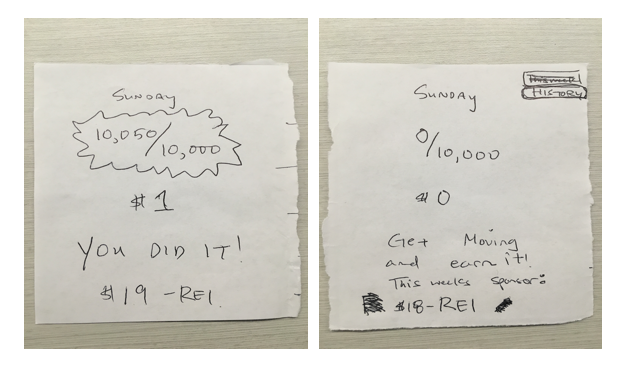 SUNDAY
10,050/10,000
$1
YOU DID IT!
$19 -REI
HISTORY
SUNDAY
0/10,000
$0
Get Moving
and earn it!
This weeks sponsor:
$18-REI